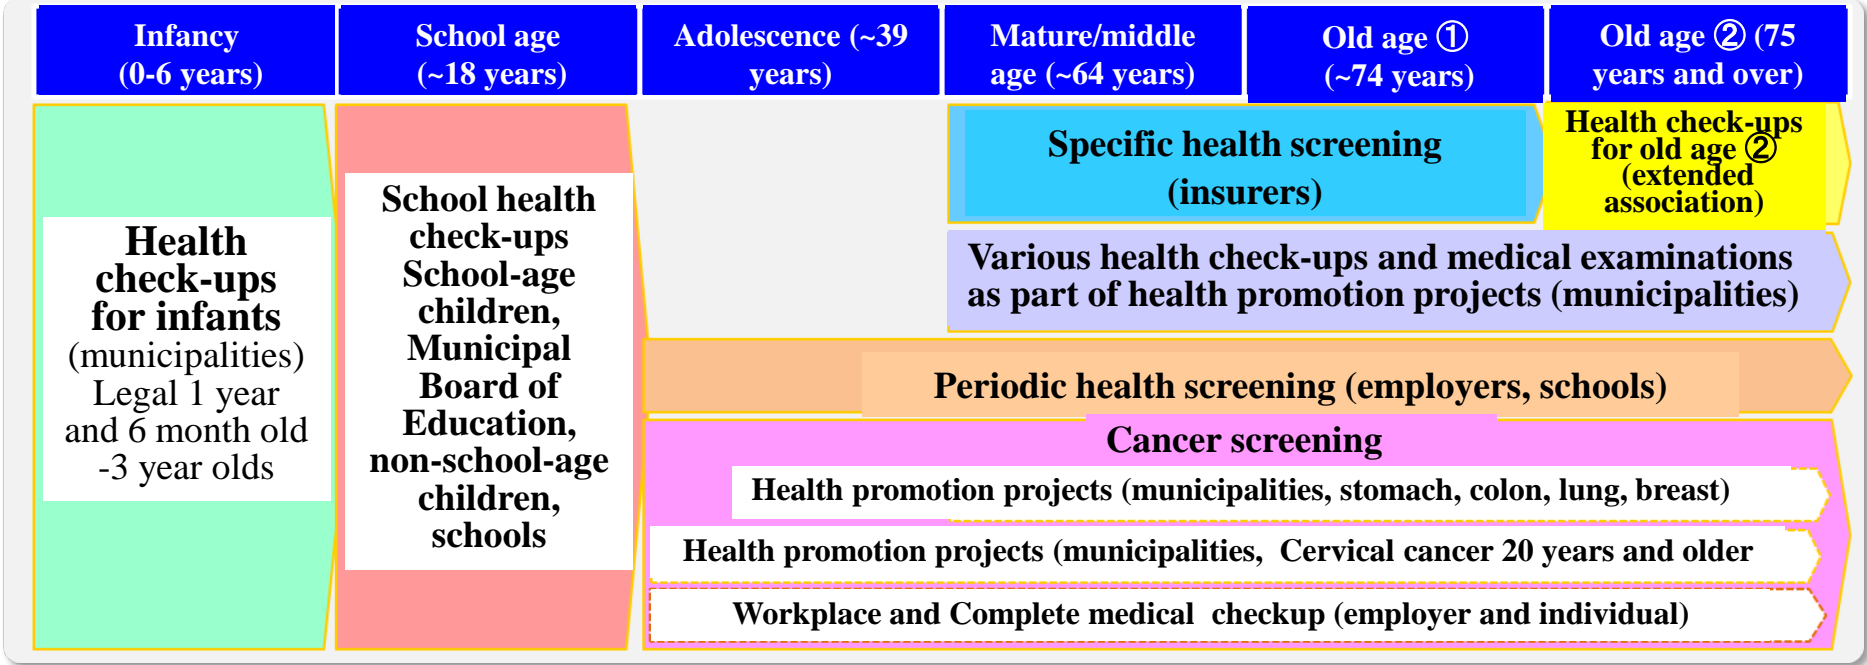 Infancy
(0-6 years)
School age
(~18 years)
Adolescence (~39
years)
Mature/middle
age (~64 years)
Old age ①
(~74 years)
Old age ② (75
years and over)
Health
check-ups
for infants
(municipalities)
Legal 1 year
and 6 month old
-3 year olds
School health
check-ups
School-age
children,
Municipal
Board of
Education,
non-school-age
children,
schools
Specific health screening
(insurers)
Health check-ups
for old age ②
(extended
association)
Various health check-ups and medical examinations
as part of health promotion projects (municipalities)
Periodic health screening (employers, schools)
Cancer screening
Health promotion projects (municipalities, stomach, colon, lung, breast)
Health promotion projects (municipalities,  Cervical cancer 20 years and older
Workplace and Complete medical  checkup (employer and individual)